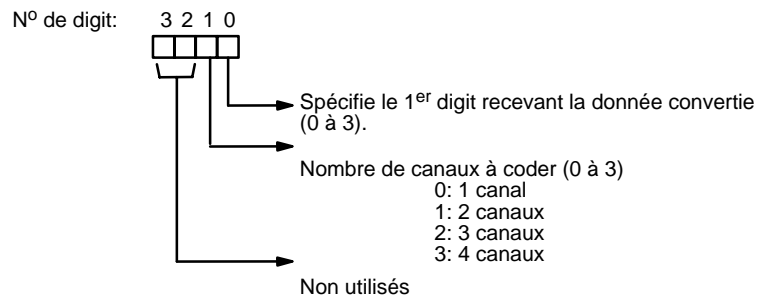 Nº de digit: 3 2 1 0
Spécifie le 1er digit recevant la donnée convertie
(0 à 3).
Nombre de canaux à coder (0 à 3)
0: 1 canal
1: 2 canaux
2: 3 canaux
3: 4 canaux
Non utilisés